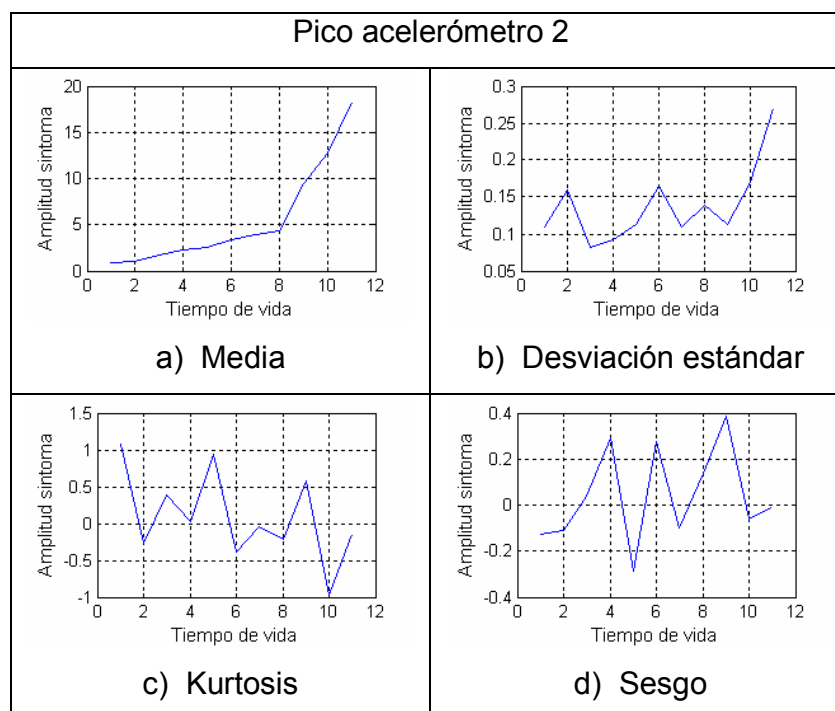 Pico acelerómetro 2
20
15
10
5
0
0 2 4 6 8 10 12
Amplitud sintoma
Tiempo de vida
a) Media
0.3
0.25
0.2
0.15
0.1
0.05
0 2 4 6 8 10 12
Amplitud sintoma
Tiempo de vida
b) Desviación estándar
1.5
1
0.5
0
-0.5
-1
0 2 4 6 8 10 12
Amplitud sintoma
Tiempo de vida
c) Kurtosis
0.4
0.2
0
-0.2
-0.4
0 2 4 6 8 10 12
Amplitud sintoma
Tiempo de vida
d) Sesgo